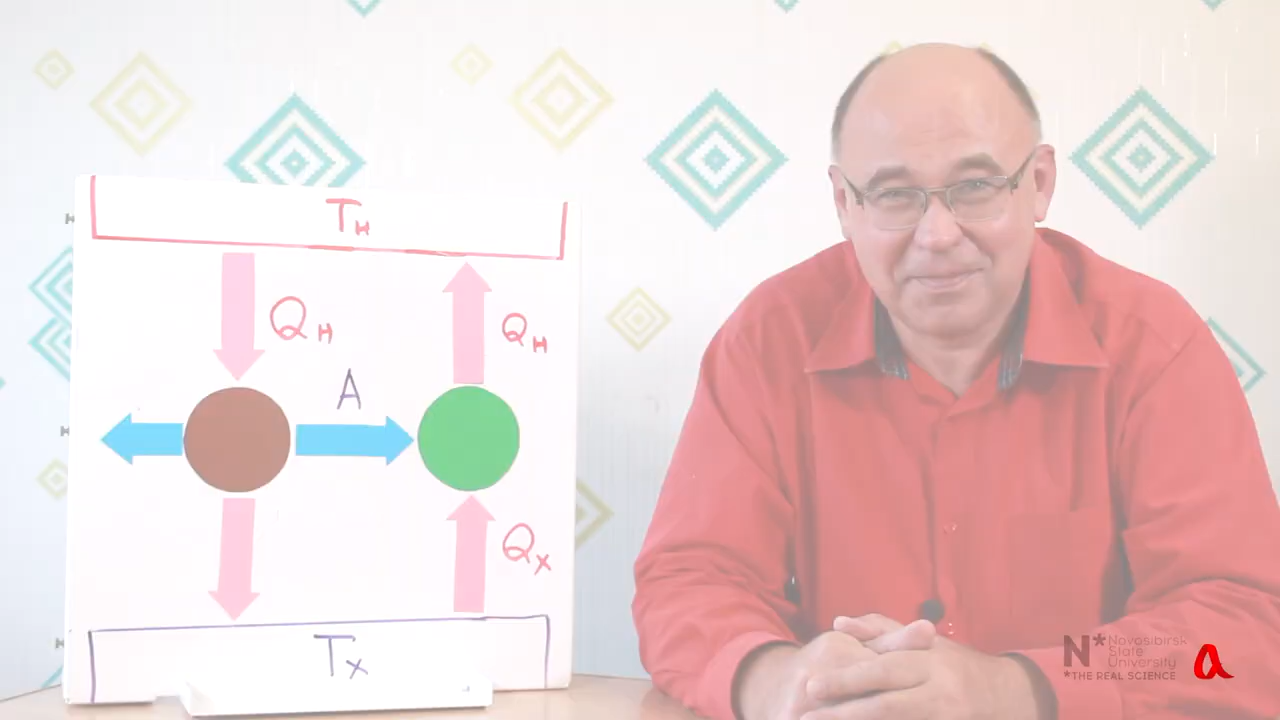 Tн
Qн
Qн
A
Qx
Tx
N*
Novosibirsk
State
University
*THE REAL SCIENCE
a